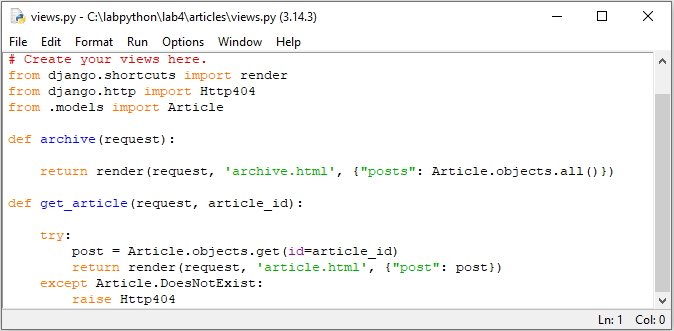 views.py - C:\labpython\lab4\articles\views.py (3.14.3)
File Edit Format Run Options Window Help
# Create your views here.
from django.shortcuts import render
from django.http import Http404
from .models import Article

def archive(request):

    return render(request, 'archive.html', {"posts": Article.objects.all()})

def get_article(request, article_id):

    try:
        post = Article.objects.get(id=article_id)
        return render(request, 'article.html', {"post": post})
    except Article.DoesNotExist:
        raise Http404
Ln: 1 Col: 0